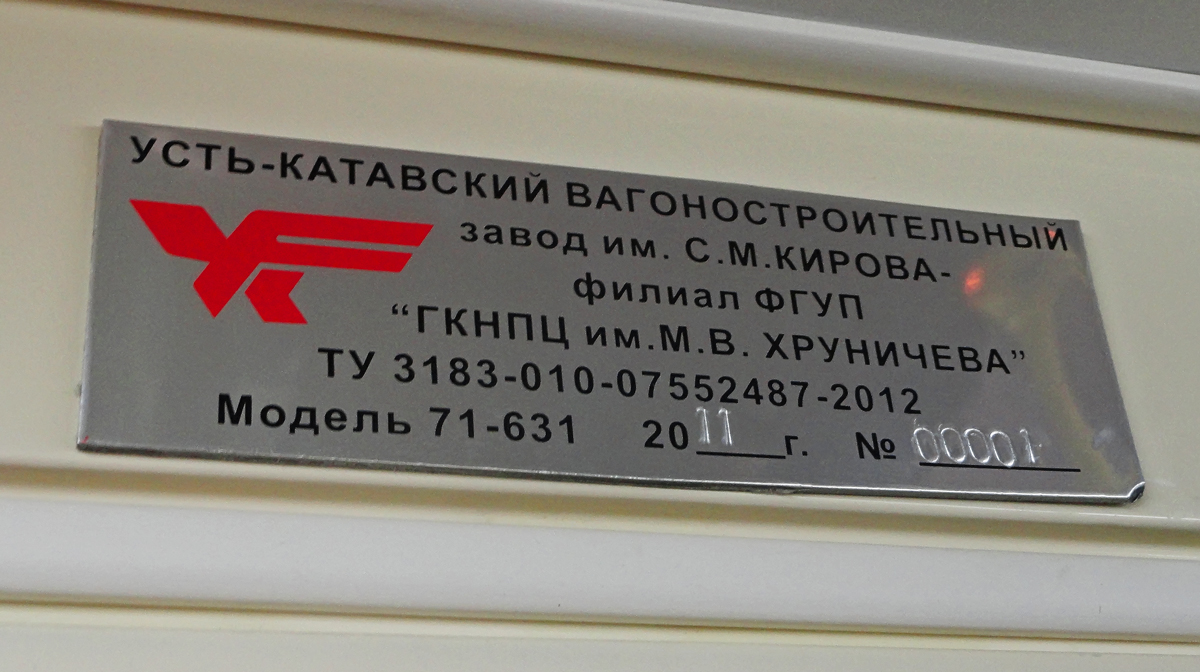 УСТЬ-КАТАВСКИЙ ВАГОНОСТРОИТЕЛЬНЫЙ
завод им. С.М.КИРОВА-
филиал ФГУП
“ГКНПЦ им.М.В. ХРУНИЧЕВА”
ТУ 3183-010-07552487-2012
Модель 71-631 2011 г. № 00001